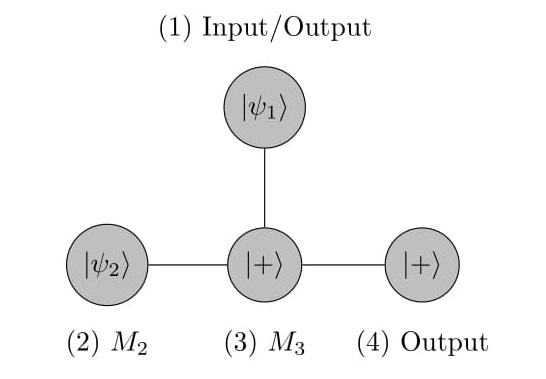 (1) Input/Output
|ψ₁⟩
|ψ₂⟩ |+⟩ |+⟩
(2) M₂ (3) M₃ (4) Output